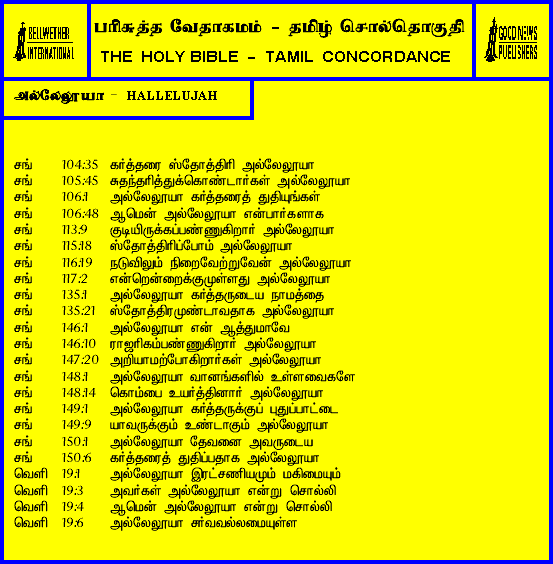 BELLWETHER
INTERNATIONAL
பரிசுத்த வேதாகமம் - தமிழ் சொல்தொகுதி
THE HOLY BIBLE - TAMIL CONCORDANCE
GOOD NEWS
PUBLISHERS
அல்லேலூயா - HALLELUJAH
சங் 104:35 கர்த்தரை ஸ்தோத்திரி அல்லேலூயா
சங் 105:45 சுதந்தரித்துக்கொண்டார்கள் அல்லேலூயா
சங் 106:1 அல்லேலூயா கர்த்தரைத் துதியுங்கள்
சங் 106:48 ஆமென் அல்லேலூயா என்பார்களாக
சங் 113:9 குடியிருக்கப்பண்ணுகிறார் அல்லேலூயா
சங் 115:18 ஸ்தோத்திரிப்போம் அல்லேலூயா
சங் 116:19 நடுவிலும் நிறைவேற்றுவேன் அல்லேலூயா
சங் 117:2 என்றென்றைக்குமுள்ளது அல்லேலூயா
சங் 135:1 அல்லேலூயா கர்த்தருடைய நாமத்தை
சங் 135:21 ஸ்தோத்திரமுண்டாவதாக அல்லேலூயா
சங் 146:1 அல்லேலூயா என் ஆத்துமாவே
சங் 146:10 ராஜரிகம்பண்ணுகிறார் அல்லேலூயா
சங் 147:20 அறியாமற்போகிறார்கள் அல்லேலூயா
சங் 148:1 அல்லேலூயா வானங்களில் உள்ளவைகளே
சங் 148:14 கொம்பை உயர்த்தினார் அல்லேலூயா
சங் 149:1 அல்லேலூயா கர்த்தருக்குப் புதுப்பாட்டை
சங் 149:9 யாவருக்கும் உண்டாகும் அல்லேலூயா
சங் 150:1 அல்லேலூயா தேவனை அவருடைய
சங் 150:6 கர்த்தரைத் துதிப்பதாக அல்லேலூயா
வெளி 19:1 அல்லேலூயா இரட்சணியமும் மகிமையும்
வெளி 19:3 அவர்கள் அல்லேலூயா என்று சொல்லி
வெளி 19:4 ஆமென் அல்லேலூயா என்று சொல்லி
வெளி 19:6 அல்லேலூயா சர்வவல்லமையுள்ள